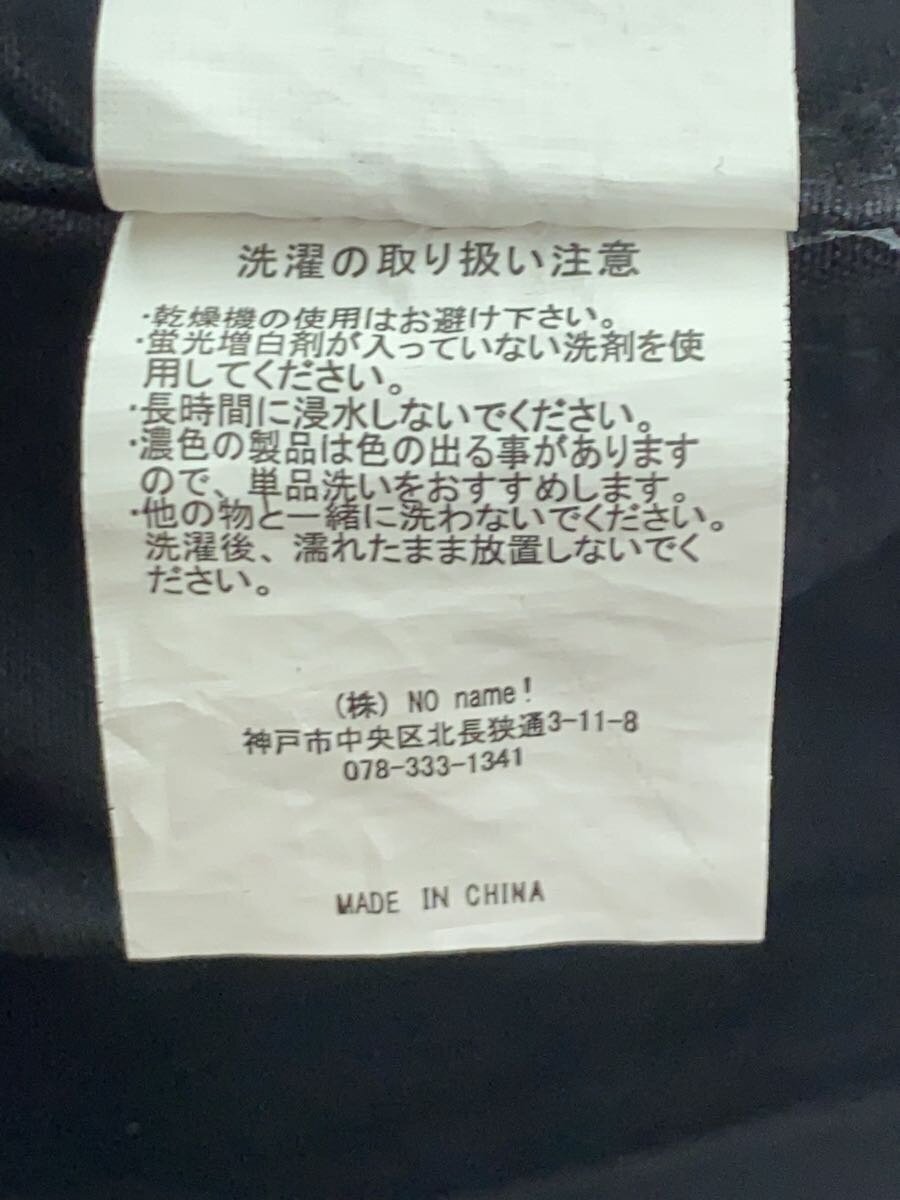 洗濯の取り扱い注意
・乾燥機の使用はお避け下さい。
・蛍光増白剤が入っていない洗剤を使
用してください。
・長時間に浸水しないでください。
・濃色の製品は色の出る事があります
ので、単品洗いをおすすめします。
・他の物と一緒に洗わないでください。
洗濯後、濡れたまま放置しないでく
ださい。
(株) NO name!
神戸市中央区北長狭通3-11-8
078-333-1341
MADE IN CHINA